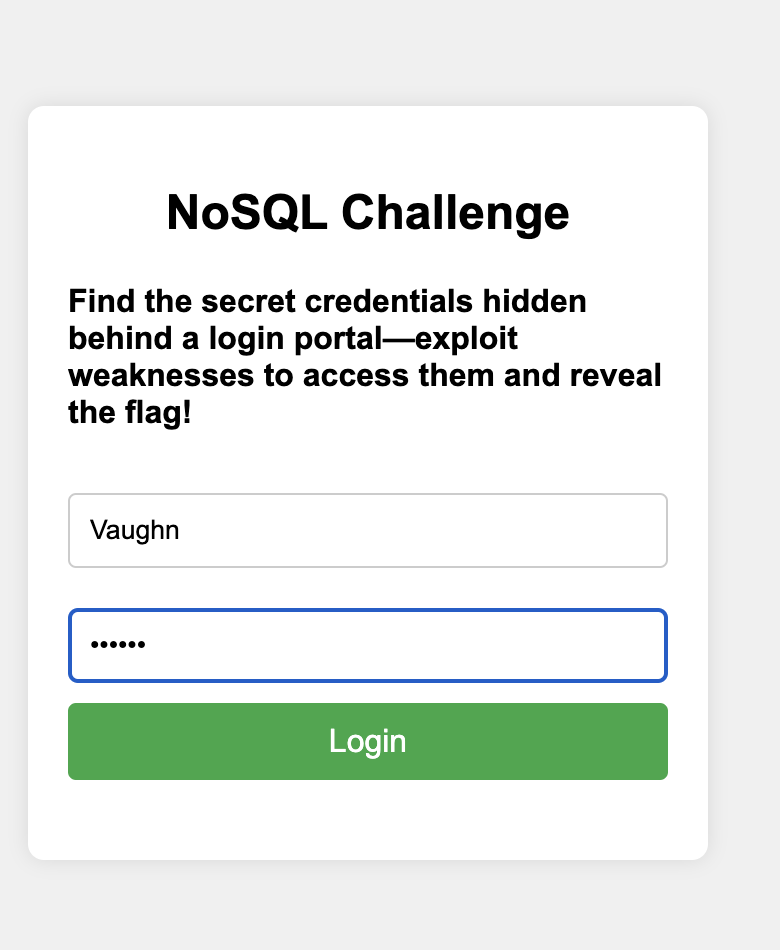 NoSQL Challenge
Find the secret credentials hidden
behind a login portal—exploit
weaknesses to access them and reveal
the flag!
Vaughn
••••••
Login